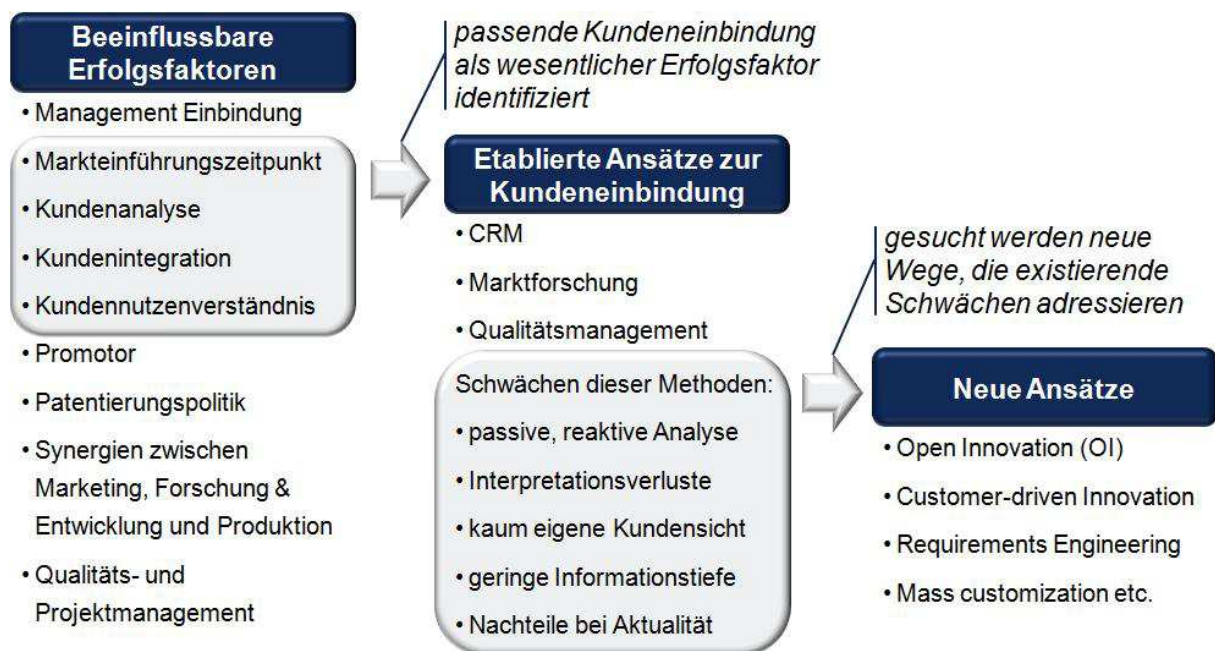 Beeinflussbare
Erfolgsfaktoren
• Management Einbindung
• Markteinführungszeitpunkt
• Kundenanalyse
• Kundenintegration
• Kundennutzenverständnis
• Promotor
• Patentierungspolitik
• Synergien zwischen
Marketing, Forschung &
Entwicklung und Produktion
• Qualitäts- und
Projektmanagement
passende Kundeneinbindung
als wesentlicher Erfolgsfaktor
identifiziert
Etablierte Ansätze zur
Kundeneinbindung
• CRM
• Marktforschung
• Qualitätsmanagement
Schwächen dieser Methoden:
• passive, reaktive Analyse
• Interpretationsverluste
• kaum eigene Kundensicht
• geringe Informationstiefe
• Nachteile bei Aktualität
gesucht werden neue
Wege, die existierende
Schwächen adressieren
Neue Ansätze
• Open Innovation (OI)
• Customer-driven Innovation
• Requirements Engineering
• Mass customization etc.